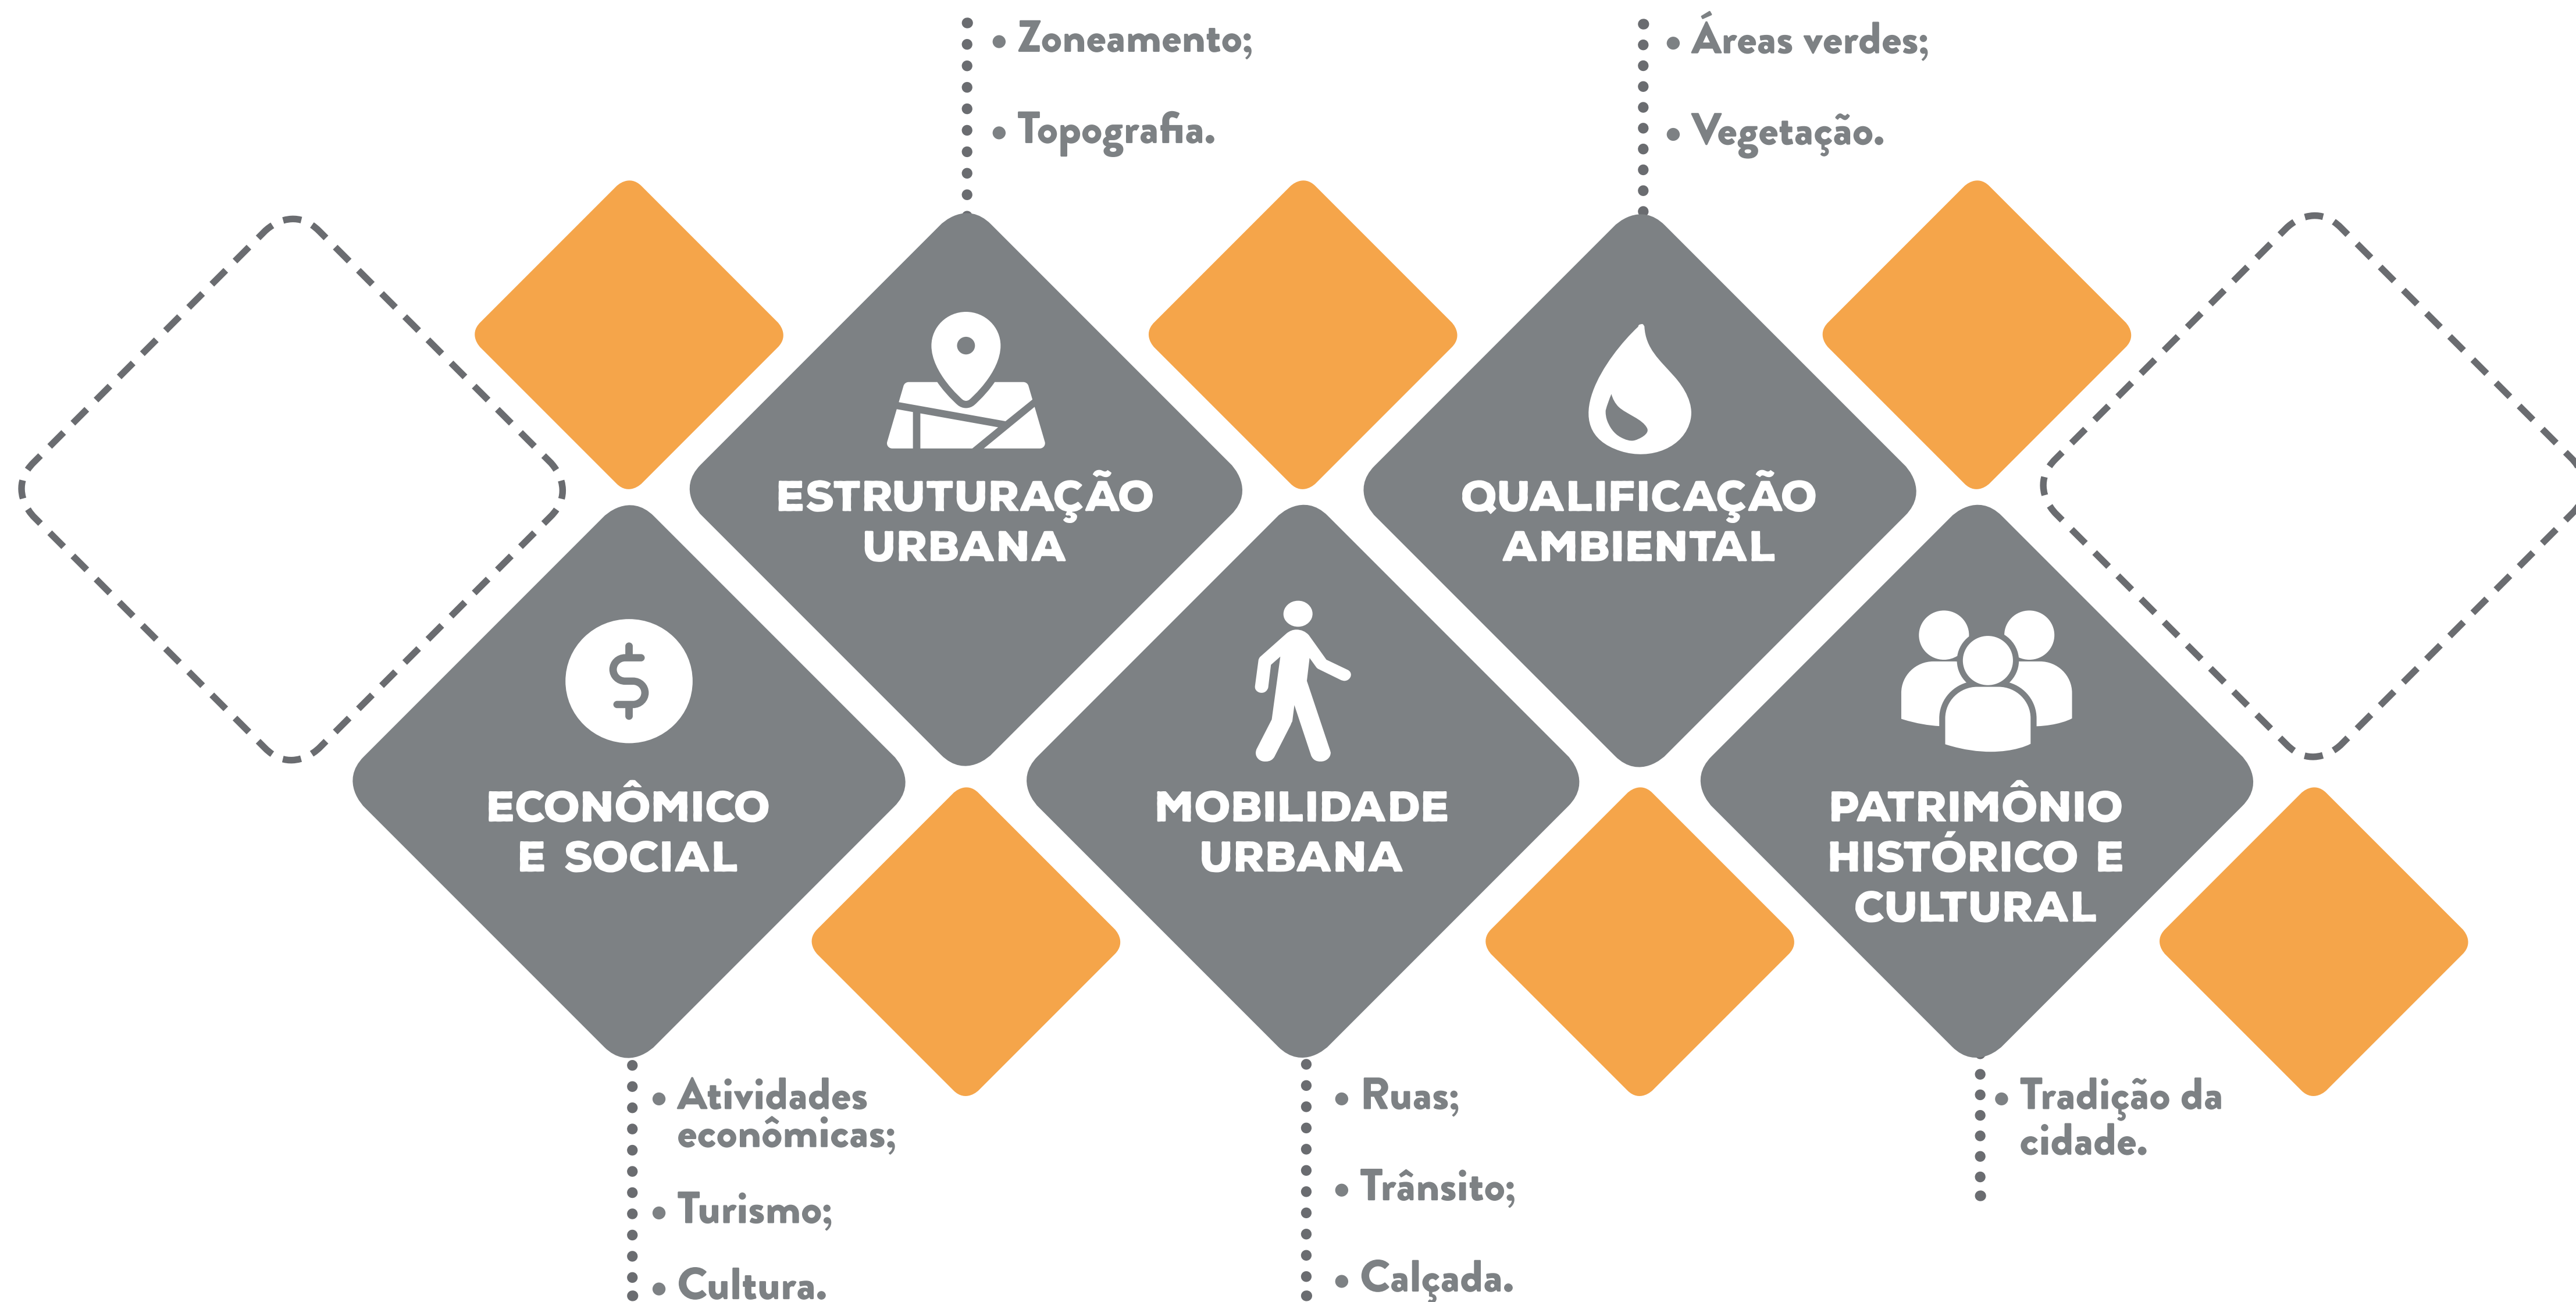 • Zoneamento;
• Topografia.
• Áreas verdes;
• Vegetação.
ESTRUTURAÇÃO
URBANA
QUALIFICAÇÃO
AMBIENTAL
$
ECONÔMICO
E SOCIAL
MOBILIDADE
URBANA
PATRIMÔNIO
HISTÓRICO E
CULTURAL
• Atividades
econômicas;
• Turismo;
• Cultura.
• Ruas;
• Trânsito;
• Calçada.
• Tradição da
cidade.